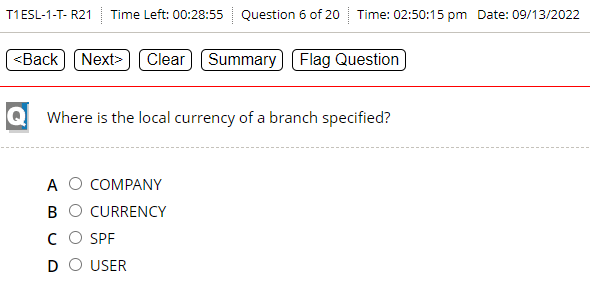 T1ESL-1-T- R21 Time Left: 00:28:55 Question 6 of 20 Time: 02:50:15 pm Date: 09/13/2022
<Back Next> Clear Summary Flag Question
Q Where is the local currency of a branch specified?
A COMPANY
B CURRENCY
C SPF
D USER